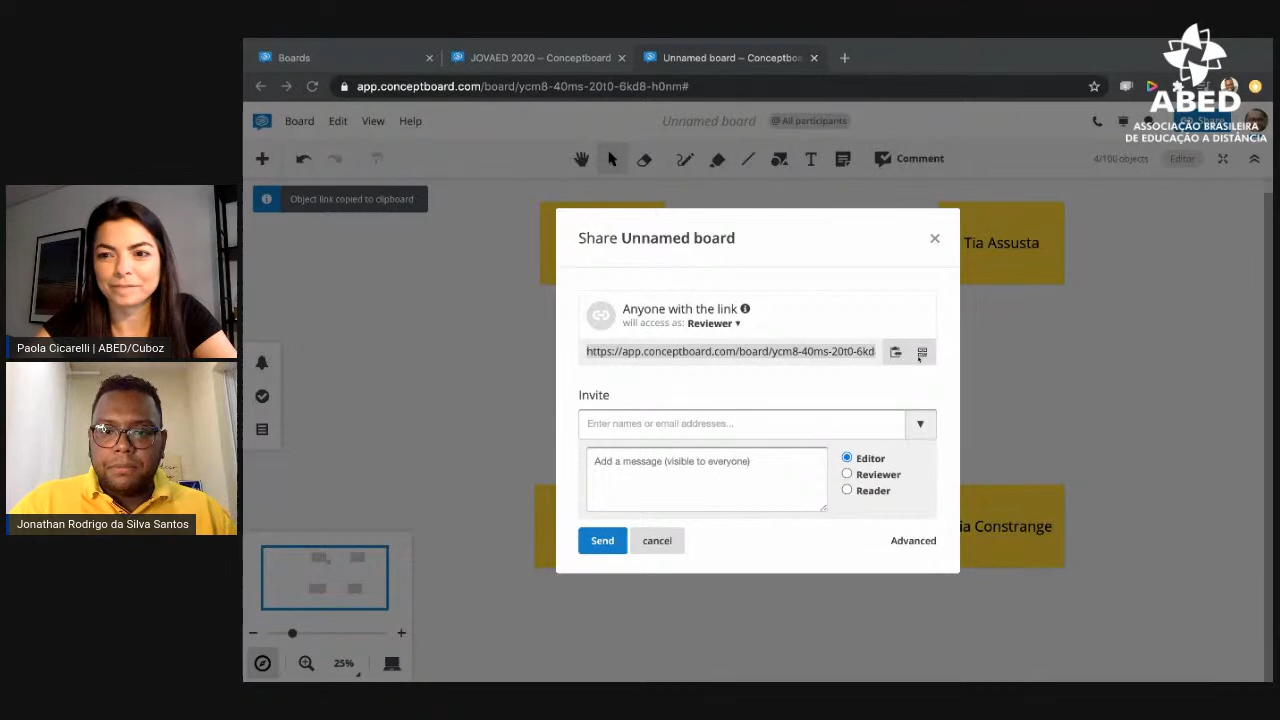 Boards
JOVAED 2020 — Conceptboard
Unnamed board — Conceptbo
app.conceptboard.com/board/ycm8-40ms-20t0-6kd8-h0nm#
ABED
ASSOCIAÇÃO BRASILEIRA
DE EDUCAÇÃO A DISTÂNCIA
Board Edit View Help
Unnamed board
@ All participants
Share
Comment
4/100 objects
Editor
Object link copied to clipboard
Share Unnamed board
Tia Assusta
Anyone with the link
will access as: Reviewer
https://app.conceptboard.com/board/ycm8-40ms-20t0-6kd
Paola Cicarelli | ABED/Cuboz
Invite
Enter names or email addresses...
Add a message (visible to everyone)
Editor
Reviewer
Reader
Jonathan Rodrigo da Silva Santos
ia Constrange
Send
cancel
Advanced
25%